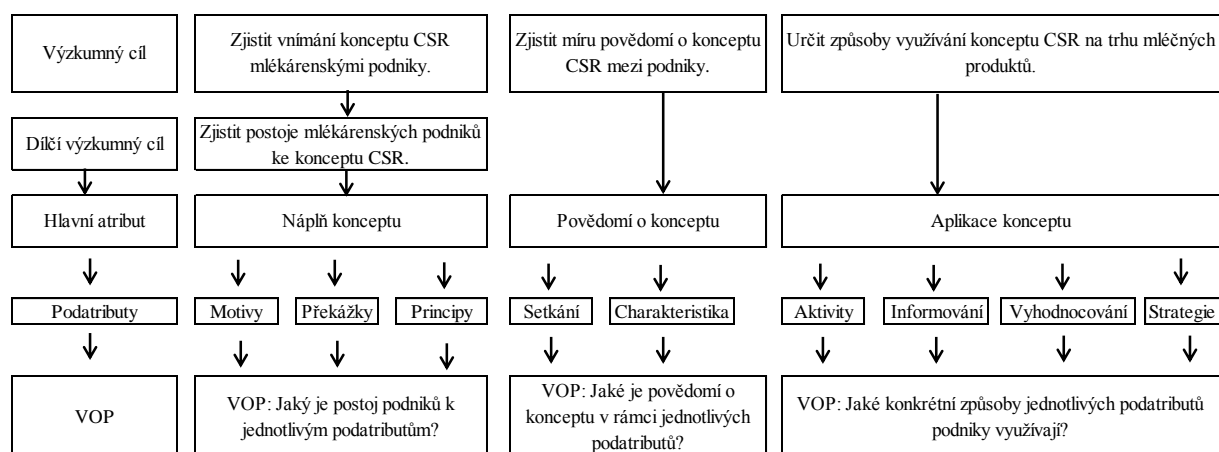 Výzkumný cíl
Zjistit vnímání konceptu CSR
mlékárenskými podniky.
Zjistit míru povědomí o konceptu
CSR mezi podniky.
Určit způsoby využívání konceptu CSR na trhu mléčných
produktů.
Dílčí výzkumný cíl
Zjistit postoje mlékárenských podniků
ke konceptu CSR.
Hlavní atribut
Náplň konceptu
Povědomí o konceptu
Aplikace konceptu
Podatributy
Motivy
Překážky
Principy
Setkání
Charakteristika
Aktivity
Informování
Vyhodnocování
Strategie
VOP
VOP: Jaký je postoj podniků k
jednotlivým podatributům?
VOP: Jaké je povědomí o
konceptu v rámci jednotlivých
podatributů?
VOP: Jaké konkrétní způsoby jednotlivých podatributů
podniky využívají?